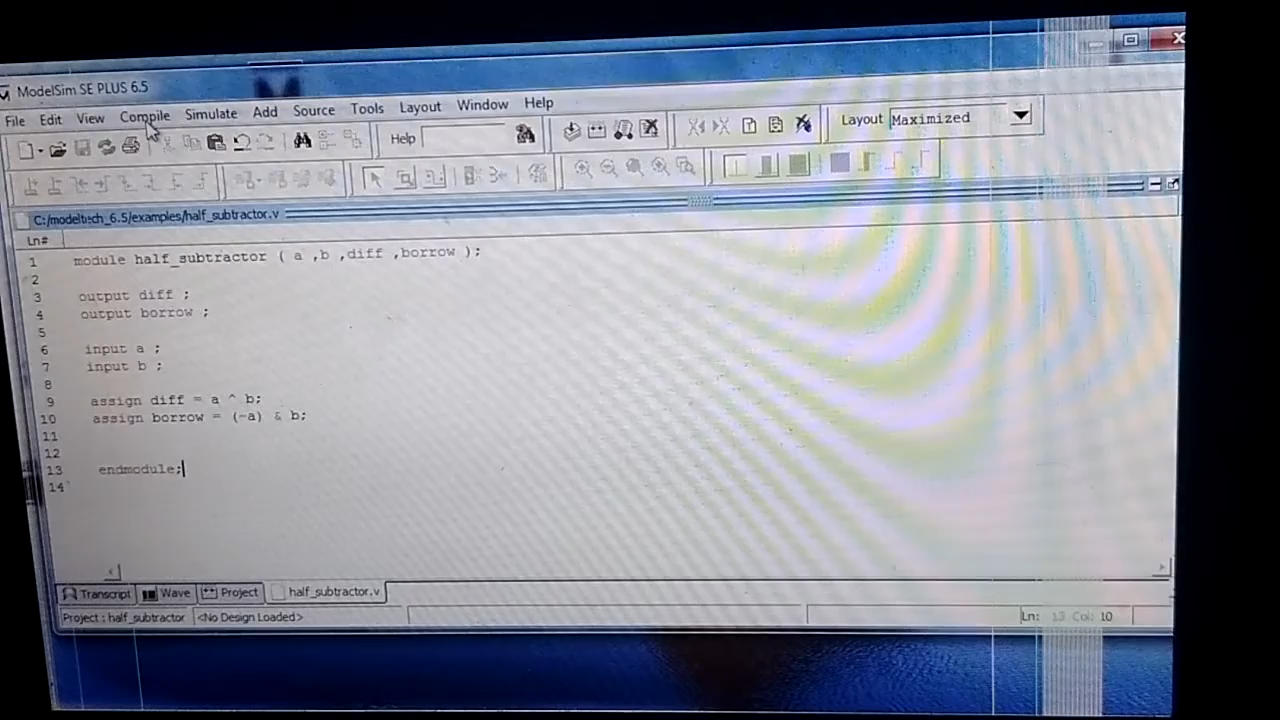 ModelSim SE PLUS 6.5
File Edit View Compile Simulate Add Source Tools Layout Window Help
Help
Layout Maximized
C:/modeltech_6.5/examples/half_subtractor.v
Ln#
1 module half_subtractor ( a ,b ,diff ,borrow );
2
3 output diff ;
4 output borrow ;
5
6 input a ;
7 input b ;
8
9 assign diff = a ^ b;
10 assign borrow = (~a) & b;
11
12
13 endmodule;
14
Transcript Wave Project half_subtractor.v
Project : half_subtractor <No Design Loaded> Ln: 13 Col: 10